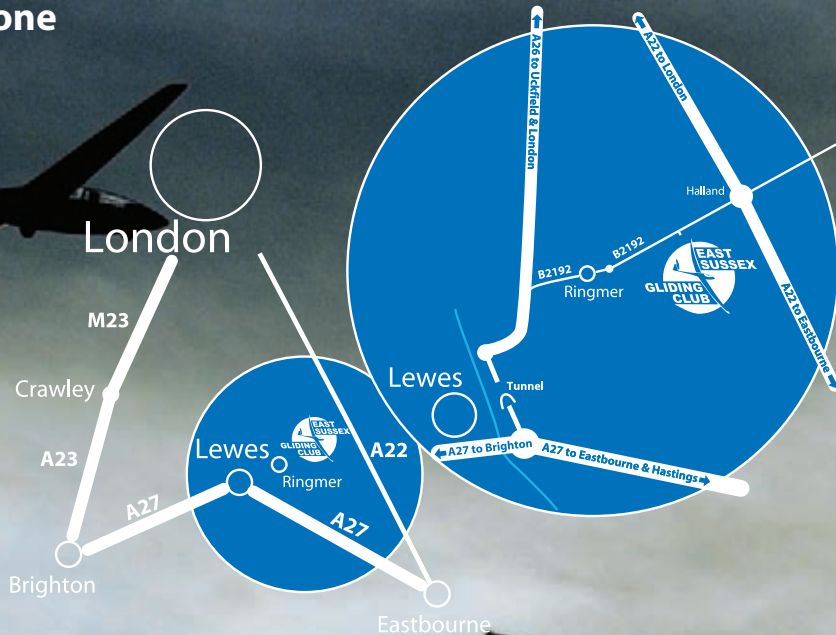 one
London
M23
Crawley
A23
A27
Brighton
Lewes
EAST
SUSSEX
GLIDING
CLUB
Ringmer
A22
A27
Eastbourne
A26 to Uckfield & London
A22 to London
Halland
B2192
B2192
Ringmer
EAST
SUSSEX
GLIDING
CLUB
A22 to Eastbourne
Lewes
Tunnel
A27 to Brighton
A27 to Eastbourne & Hastings